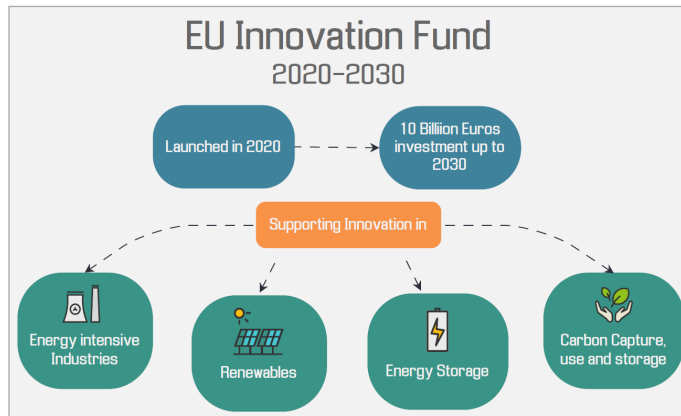 EU Innovation Fund
2020-2030
Launched in 2020
10 Billiion Euros
investment up to
2030
Supporting Innovation in
Energy intensive
Industries
Renewables
Energy Storage
Carbon Capture,
use and storage